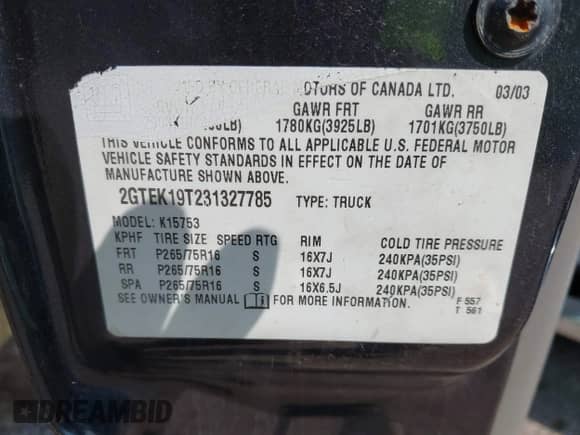 OTORS OF CANADA LTD. 03/03
GAWR FRT GAWR RR
1780KG(3925LB) 1701KG(3750LB)
THIS VEHICLE CONFORMS TO ALL APPLICABLE U.S. FEDERAL MOTOR
VEHICLE SAFETY STANDARDS IN EFFECT ON THE DATE OF
MANUFACTURE SHOWN ABOVE.
2GTEK19T231327785 TYPE: TRUCK
MODEL: K15753
KPHF TIRE SIZE SPEED RTG RIM COLD TIRE PRESSURE
FRT P265/75R16 S 16X7J 240KPA(35PSI)
RR P265/75R16 S 16X7J 240KPA(35PSI)
SPA P265/75R16 S 16X6.5J 240KPA(35PSI)
SEE OWNER'S MANUAL FOR MORE INFORMATION.
F 557
T 561
DREAMBID